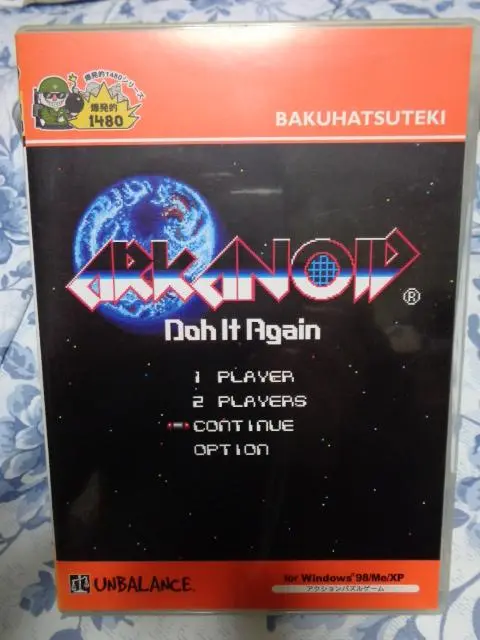 爆発的1480シリーズ
爆発的
1480
BAKUHATSUTEKI
ARKANOID
®
Doh It Again
1 PLAYER
2 PLAYERS
CONTINUE
OPTION
UNBALANCE
for Windows®98/Me/XP
アクションパズルゲーム